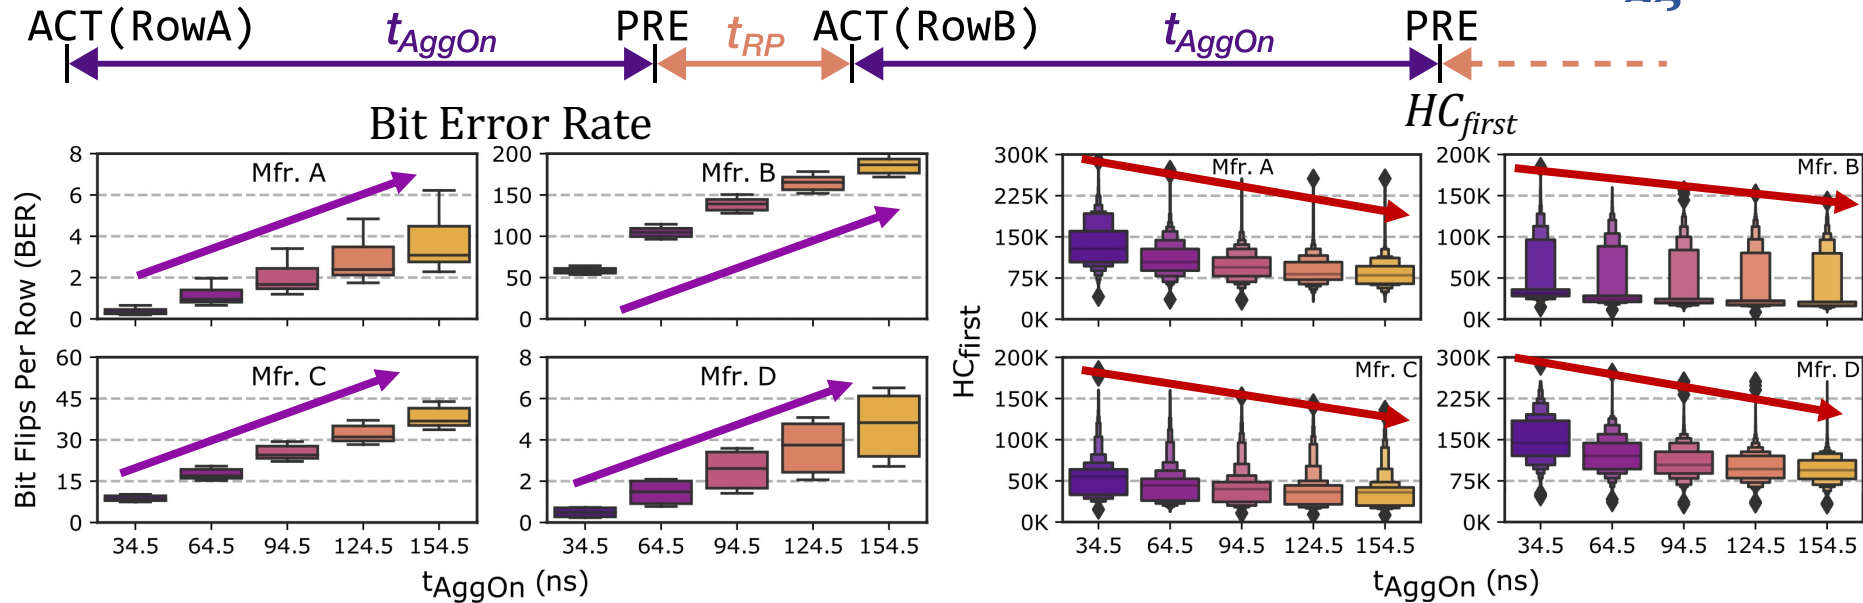 ACT(RowA) tAggOn PRE tRP ACT(RowB) tAggOn PRE
Bit Error Rate
HCfirst
Bit Flips Per Row (BER)
8
6
4
2
0
Mfr. A
200
150
100
50
0
Mfr. B
60
45
30
15
0
Mfr. C
8
6
4
2
0
Mfr. D
34.5 64.5 94.5 124.5 154.5
34.5 64.5 94.5 124.5 154.5
tAggOn (ns)
HCfirst
300K
225K
150K
75K
0K
Mfr. A
200K
150K
100K
50K
0K
Mfr. B
200K
150K
100K
50K
0K
Mfr. C
300K
225K
150K
75K
0K
Mfr. D
34.5 64.5 94.5 124.5 154.5
34.5 64.5 94.5 124.5 154.5
tAggOn (ns)